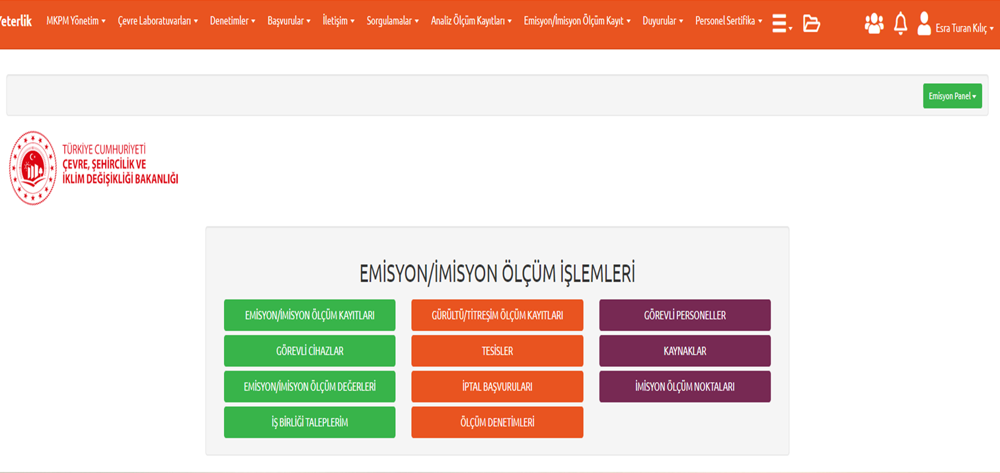 Yeterlik MKPM Yönetim Çevre Laboratuvarları Denetimler Başvurular İletişim Sorgulamalar Analiz Ölçüm Kayıtları Emisyon/İmisyon Ölçüm Kayıt Duyurular Personel Sertifika Esra Turan Kılıç
Emisyon Panel
TÜRKİYE CUMHURİYETİ
ÇEVRE, ŞEHİRCİLİK VE
İKLİM DEĞİŞİKLİĞİ BAKANLIĞI
EMİSYON/İMİSYON ÖLÇÜM İŞLEMLERİ
EMİSYON/İMİSYON ÖLÇÜM KAYITLARI GÜRÜLTÜ/TİTREŞİM ÖLÇÜM KAYITLARI GÖREVLİ PERSONELLER
GÖREVLİ CİHAZLAR TESİSLER KAYNAKLAR
EMİSYON/İMİSYON ÖLÇÜM DEĞERLERİ İPTAL BAŞVURULARI İMİSYON ÖLÇÜM NOKTALARI
İŞ BİRLİĞİ TALEPLERİM ÖLÇÜM DENETİMLERİ